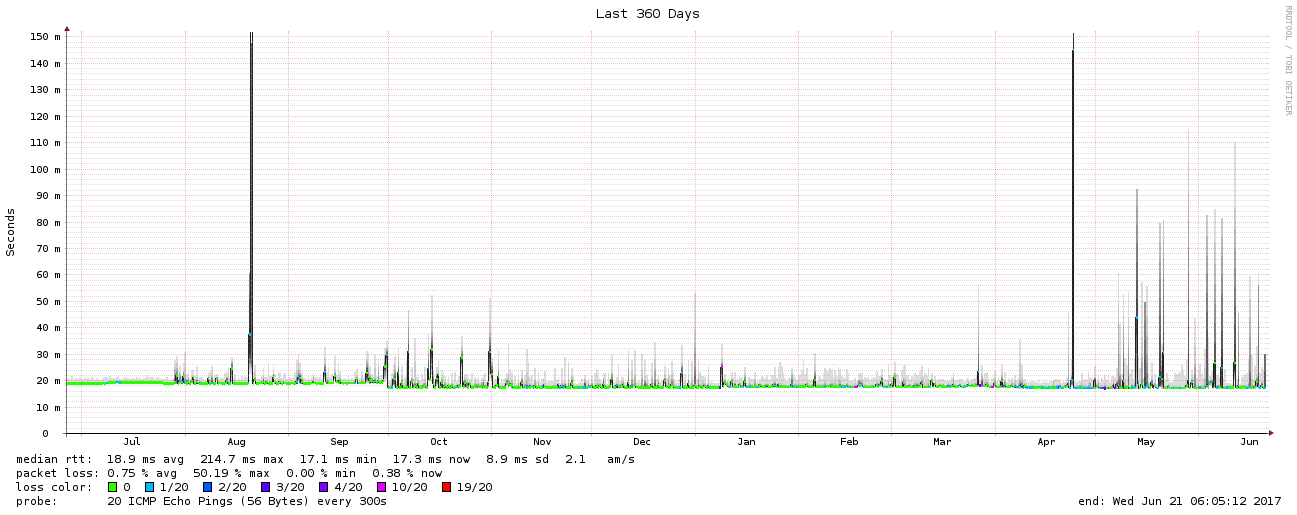 Last 360 Days
RRDTOOL / TOBI OETIKER
Seconds
150 m
140 m
130 m
120 m
110 m
100 m
90 m
80 m
70 m
60 m
50 m
40 m
30 m
20 m
10 m
0
Jul Aug Sep Oct Nov Dec Jan Feb Mar Apr May Jun
median rtt: 18.9 ms avg 214.7 ms max 17.1 ms min 17.3 ms now 8.9 ms sd 2.1 am/s
packet loss: 0.75 % avg 50.19 % max 0.00 % min 0.38 % now
loss color: 0 1/20 2/20 3/20 4/20 10/20 19/20
probe: 20 ICMP Echo Pings (56 Bytes) every 300s end: Wed Jun 21 06:05:12 2017